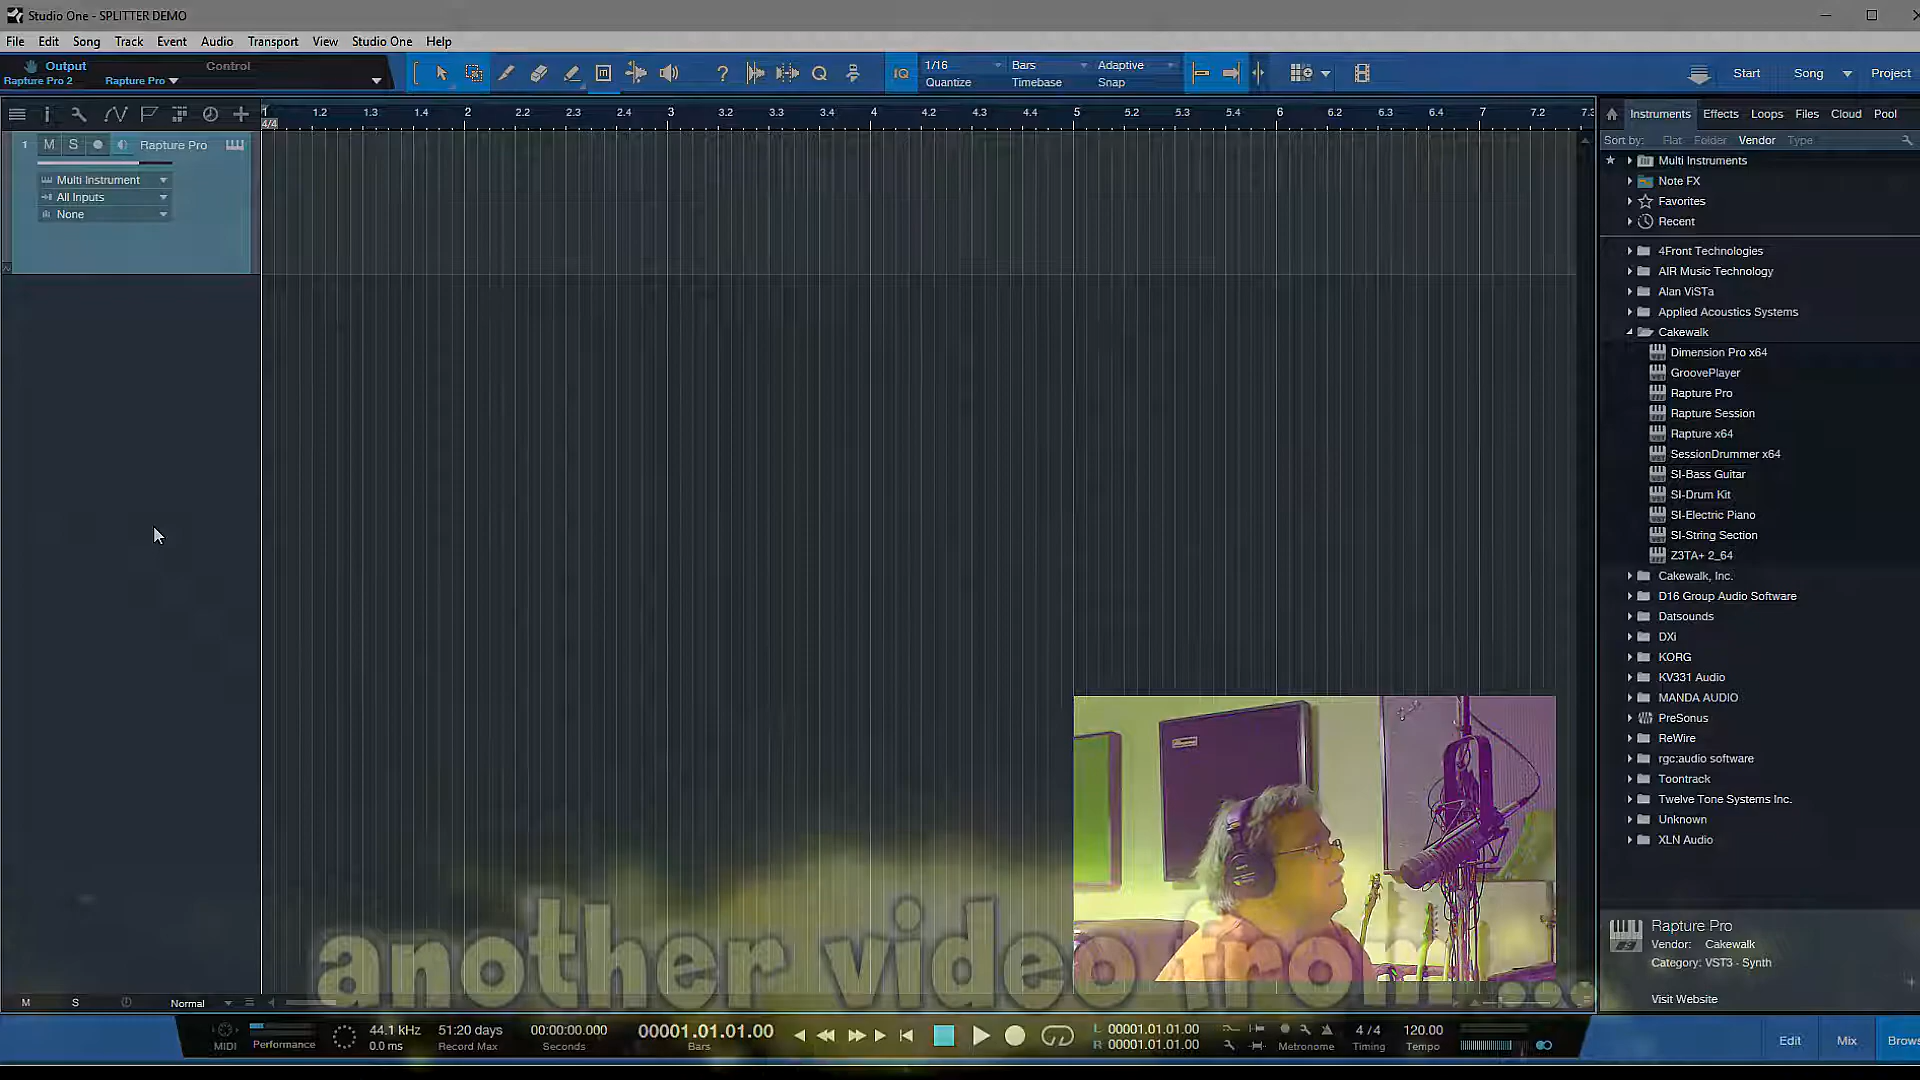 Studio One - SPLITTER DEMO
File Edit Song Track Event Audio Transport View Studio One Help
Output Control
Rapture Pro 2 Rapture Pro
IQ 1/16 Bars Adaptive
Quantize Timebase Snap
Start Song Project
1 1.2 1.3 1.4 2 2.2 2.3 2.4 3 3.2 3.3 3.4 4 4.2 4.3 4.4 5 5.2 5.3 5.4 6 6.2 6.3 6.4 7 7.2 7.3
4/4
1 M S Rapture Pro
Multi Instrument
All Inputs
None
Instruments Effects Loops Files Cloud Pool
Sort by: Flat Folder Vendor Type
Multi Instruments
Note FX
Favorites
Recent
4Front Technologies
AIR Music Technology
Alan ViSTa
Applied Acoustics Systems
Cakewalk
Dimension Pro x64
GroovePlayer
Rapture Pro
Rapture Session
Rapture x64
SessionDrummer x64
SI-Bass Guitar
SI-Drum Kit
SI-Electric Piano
SI-String Section
Z3TA+ 2_64
Cakewalk, Inc.
D16 Group Audio Software
Datsounds
DXi
KORG
KV331 Audio
MANDA AUDIO
PreSonus
ReWire
rgc:audio software
Toontrack
Twelve Tone Systems Inc.
Unknown
XLN Audio
Rapture Pro
Vendor: Cakewalk
Category: VST3 - Synth
Visit Website
another video from ...
M S Normal
MIDI Performance
44.1 kHz
0.0 ms
51:20 days
Record Max
00:00:00.000
Seconds
00001.01.01.00
Bars
L 00001.01.01.00
R 00001.01.01.00
Metronome
4 / 4
Timing
120.00
Tempo
Edit Mix Brows